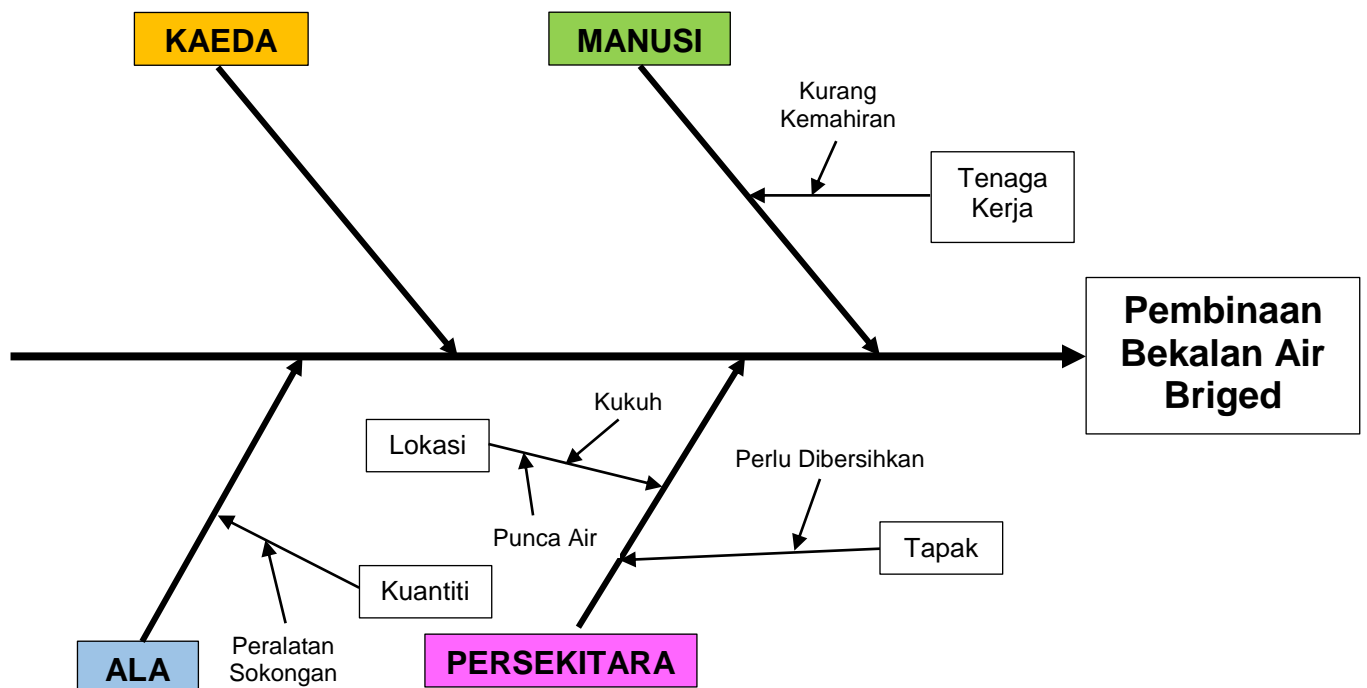 KAEDA
MANUSI
Kurang
Kemahiran
Tenaga
Kerja
Pembinaan
Bekalan Air
Briged
Kukuh
Lokasi
Perlu Dibersihkan
Punca Air
Tapak
Kuantiti
Peralatan
Sokongan
ALA
PERSEKITARA